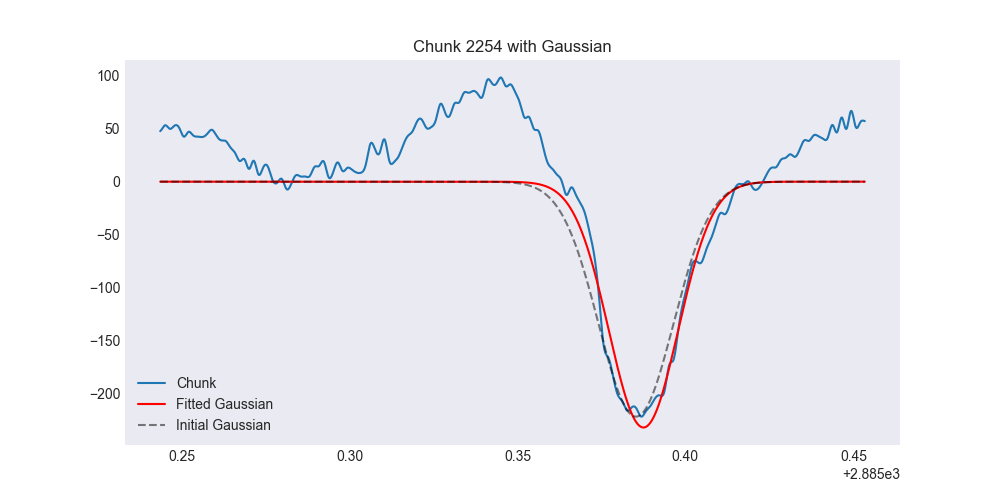 Chunk 2254 with Gaussian
100
50
0
−50
−100
−150
−200
Chunk
Fitted Gaussian
Initial Gaussian
0.25 0.30 0.35 0.40 0.45
+2.885e3